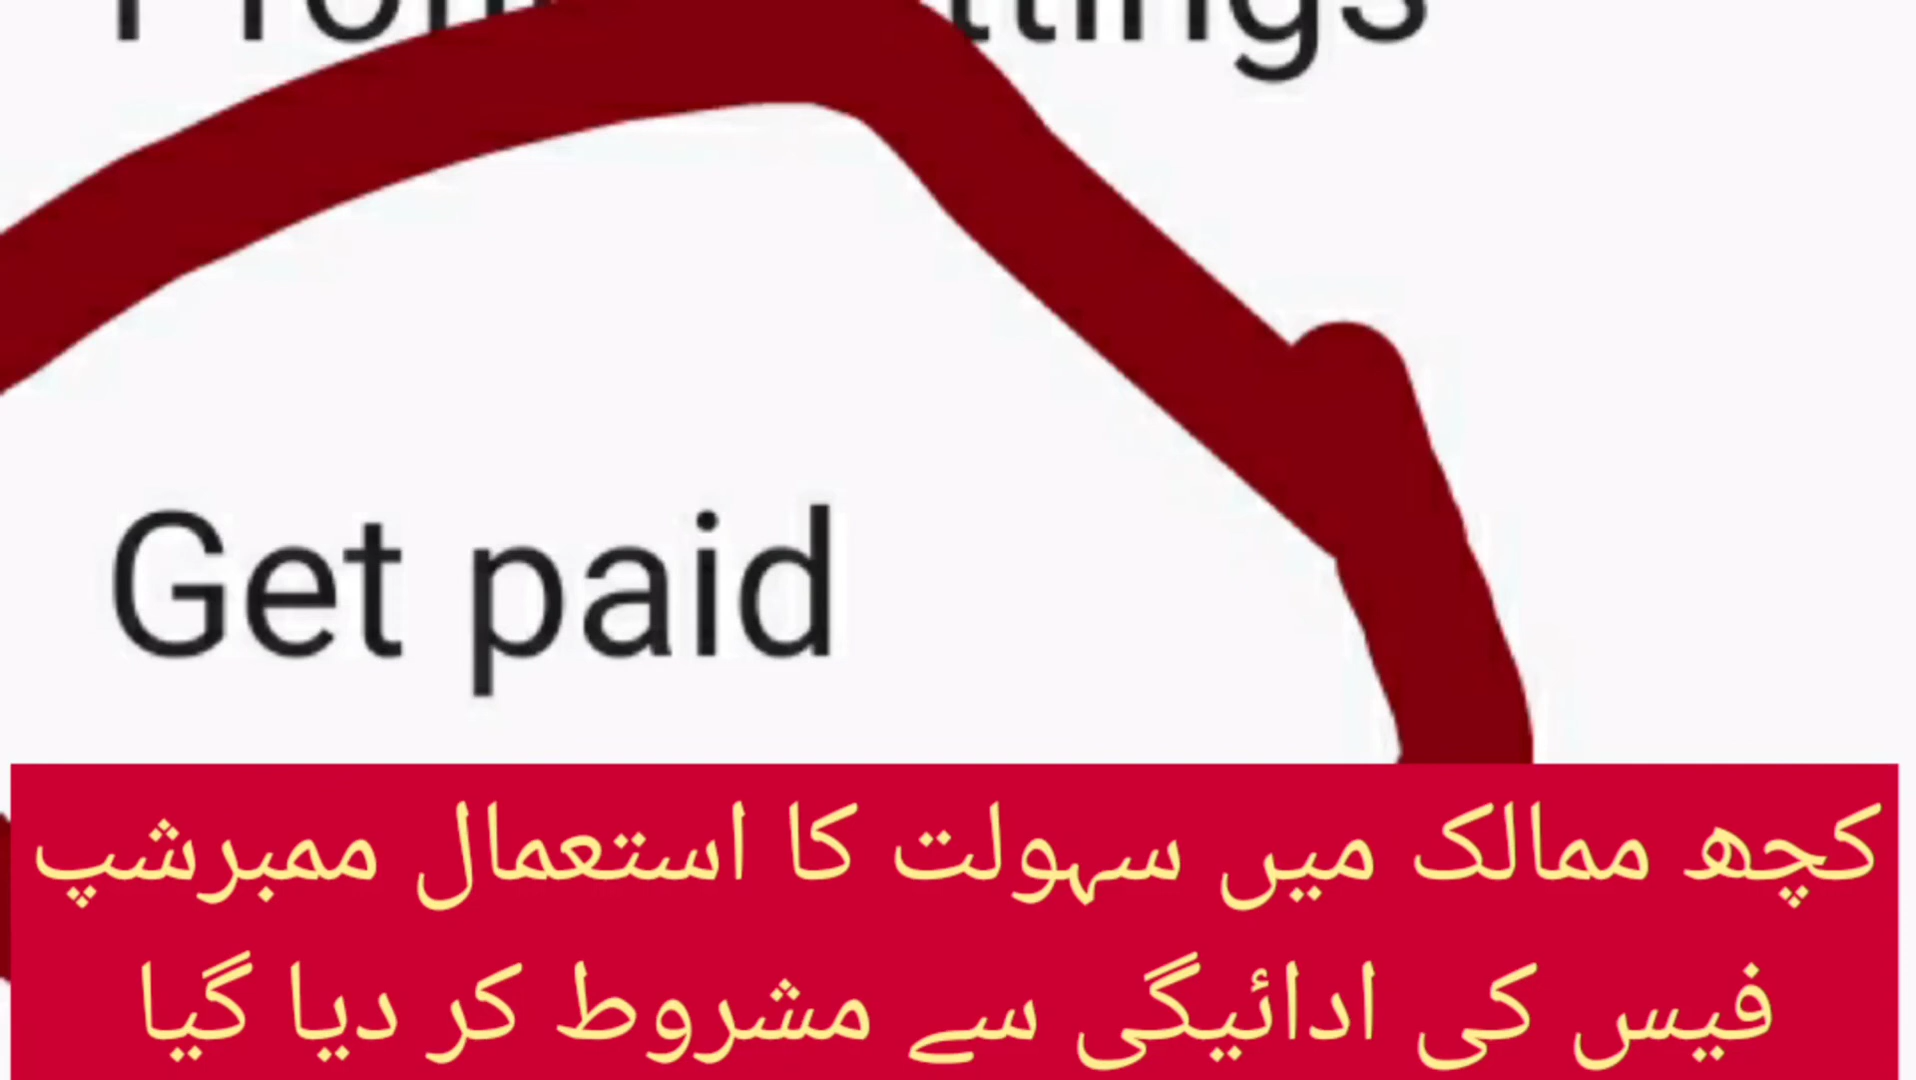 Get paid
کچھ ممالک میں سہولت کا استعمال ممبرشپ
فیس کی ادائیگی سے مشروط کر دیا گیا